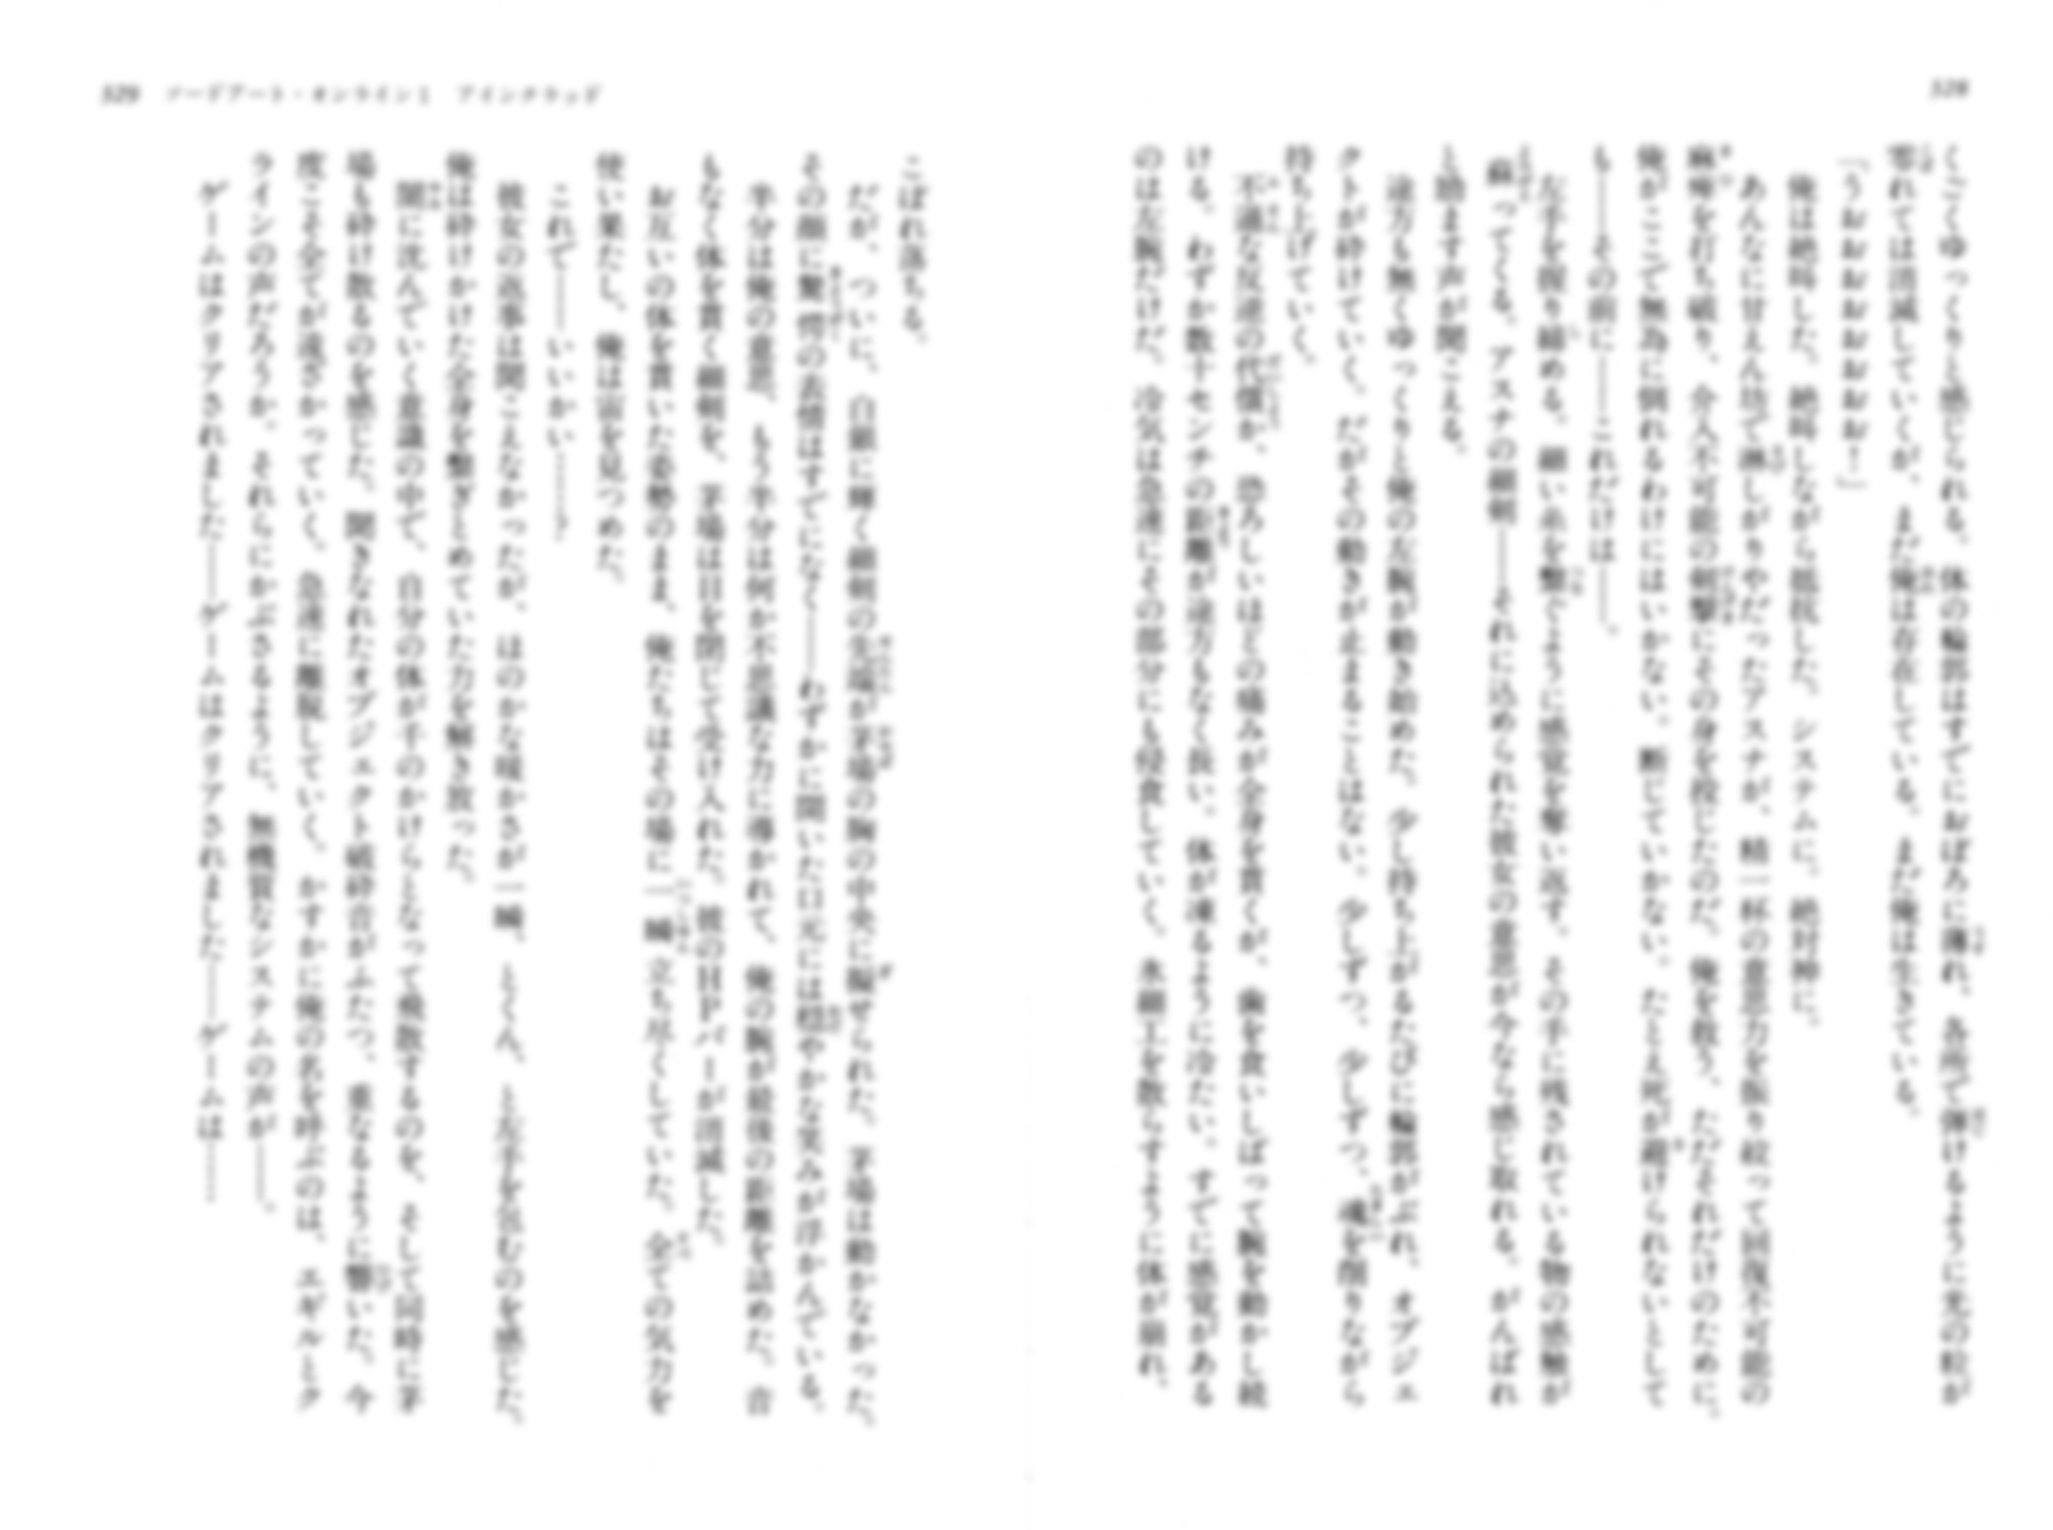 528
くごくゆっくりと感じられる。体の輪郭はすでにおぼろに薄れ、各所で弾けるように光の粒が
零れては消滅していくが、まだ俺は存在している。まだ俺は生きている。
「うおおおおおおお！」
俺は絶叫した。絶叫しながら抵抗した。システムに。絶対神に。
あんなに甘えん坊で淋しがりやだったアスナが、精一杯の意思力を振り絞って回復不可能の
麻痺を打ち破り、介入不可能の剣撃にその身を投じたのだ。俺を救う、ただそれだけのために。
俺がここで無為に倒れるわけにはいかない。断じていかない。たとえ死が避けられないとして
も——その前に——これだけは——。
左手を握り締める。細い糸を繋ぐように感覚を奪い返す。その手に残されている物の感触が
蘇ってくる。アスナの細剣——それに込められた彼女の意思が今なら感じ取れる。がんばれ
と励ます声が聞こえる。
途方も無くゆっくりと俺の左腕が動き始めた。少し持ち上がるたびに輪郭がぶれ、オブジェ
クトが砕けていく。だがその動きが止まることはない。少しずつ、少しずつ、魂を削りながら
持ち上げていく。
不遜な反逆の代償か、恐ろしいほどの痛みが全身を貫くが、歯を食いしばって腕を動かし続
ける。わずか数十センチの距離が途方もなく長い。体が凍るように冷たい。すでに感覚がある
のは左腕だけだ。冷気は急速にその部分にも侵食していく。氷細工を散らすように体が崩れ、
529 ソードアート・オンライン1 アインクラッド
こぼれ落ちる。
だが、ついに、白銀に輝く細剣の先端が茅場の胸の中央に擬せられた。茅場は動かなかった。
その顔に驚愕の表情はすでになく——わずかに開いた口元には穏やかな笑みが浮かんでいる。
半分は俺の意思、もう半分は何か不思議な力に導かれて、俺の腕が最後の距離を詰めた。音
もなく体を貫く細剣を、茅場は目を閉じて受け入れた。彼のHPバーが消滅した。
お互いの体を貫いた姿勢のまま、俺たちはその場に一瞬立ち尽くしていた。全ての気力を
使い果たし、俺は宙を見つめた。
これで——いいかい……？
彼女の返事は聞こえなかったが、ほのかな暖かさが一瞬、とくん、と左手を包むのを感じた。
俺は砕けかけた全身を繋ぎとめていた力を解き放った。
闇に沈んでいく意識の中で、自分の体が千のかけらとなって飛散するのを、そして同時に茅
場も砕け散るのを感じた。聞きなれたオブジェクト破砕音がふたつ、重なるように響いた。今
度こそ全てが遠ざかっていく。急速に離脱していく。かすかに俺の名を呼ぶのは、エギルとク
ラインの声だろうか。それらにかぶさるように、無機質なシステムの声が——。
ゲームはクリアされました——ゲームはクリアされました——ゲームは……